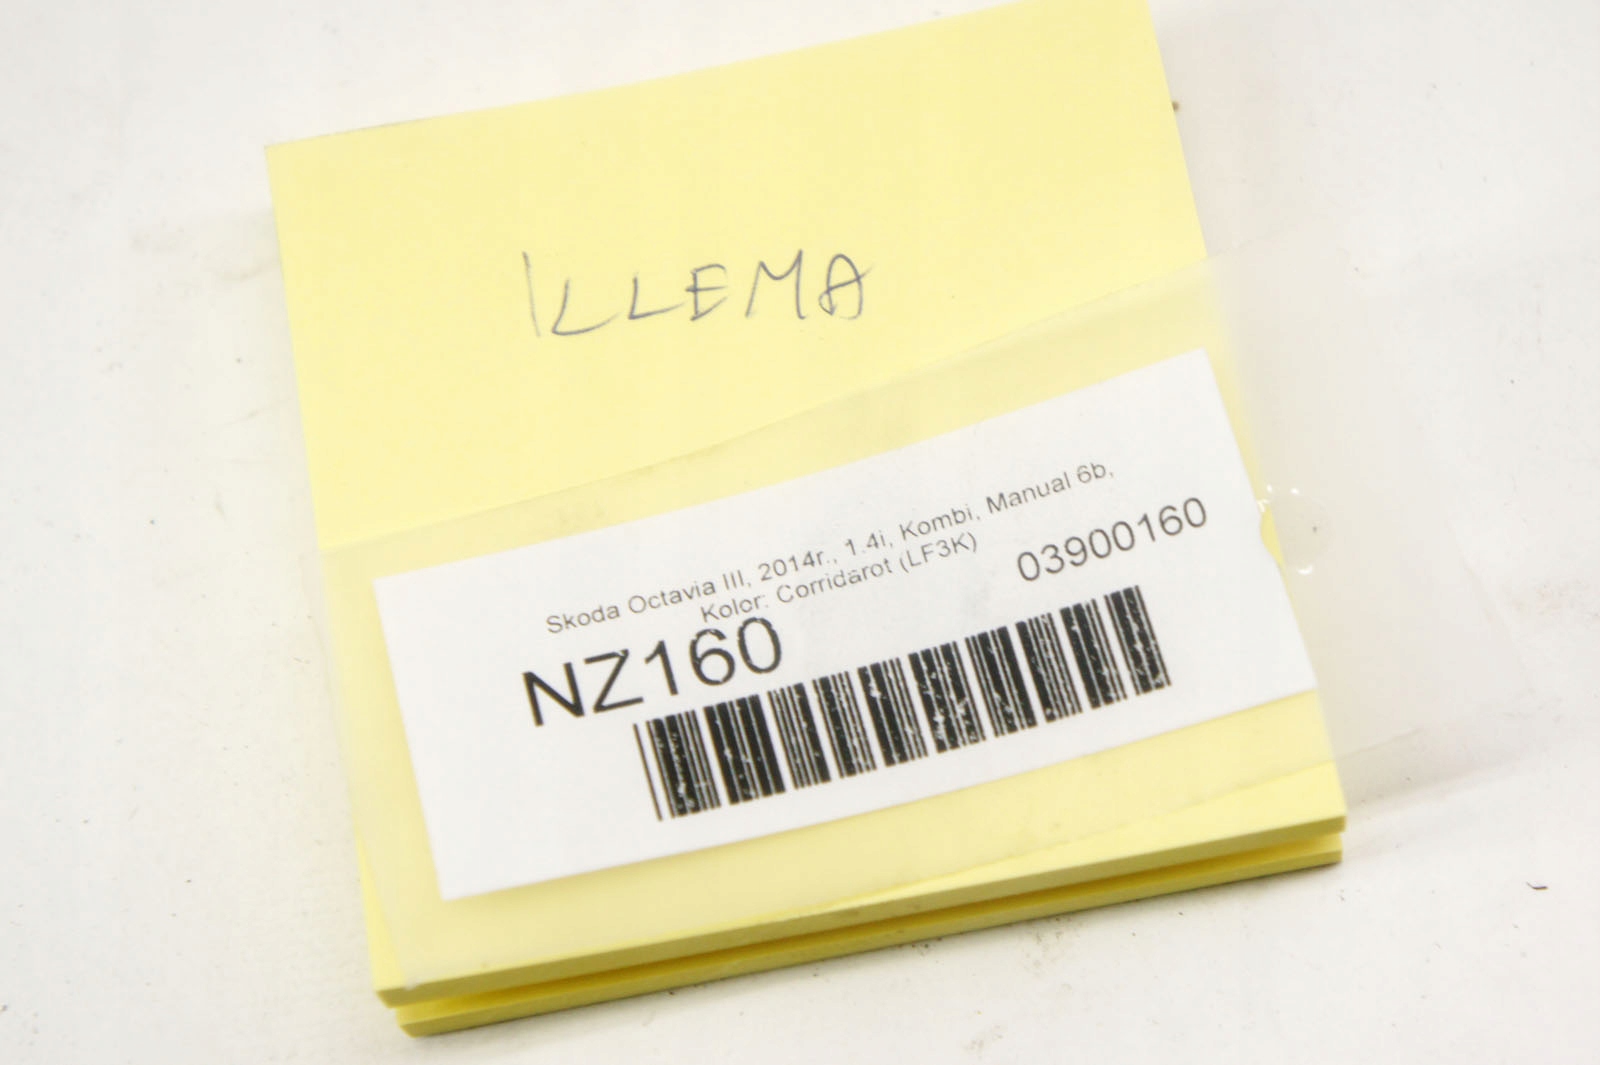 ILLEMA
Skoda Octavia III, 2014r., 1.4i, Kombi, Manual 6b,
Kolor: Corridarot (LF3K)
03900160
NZ160